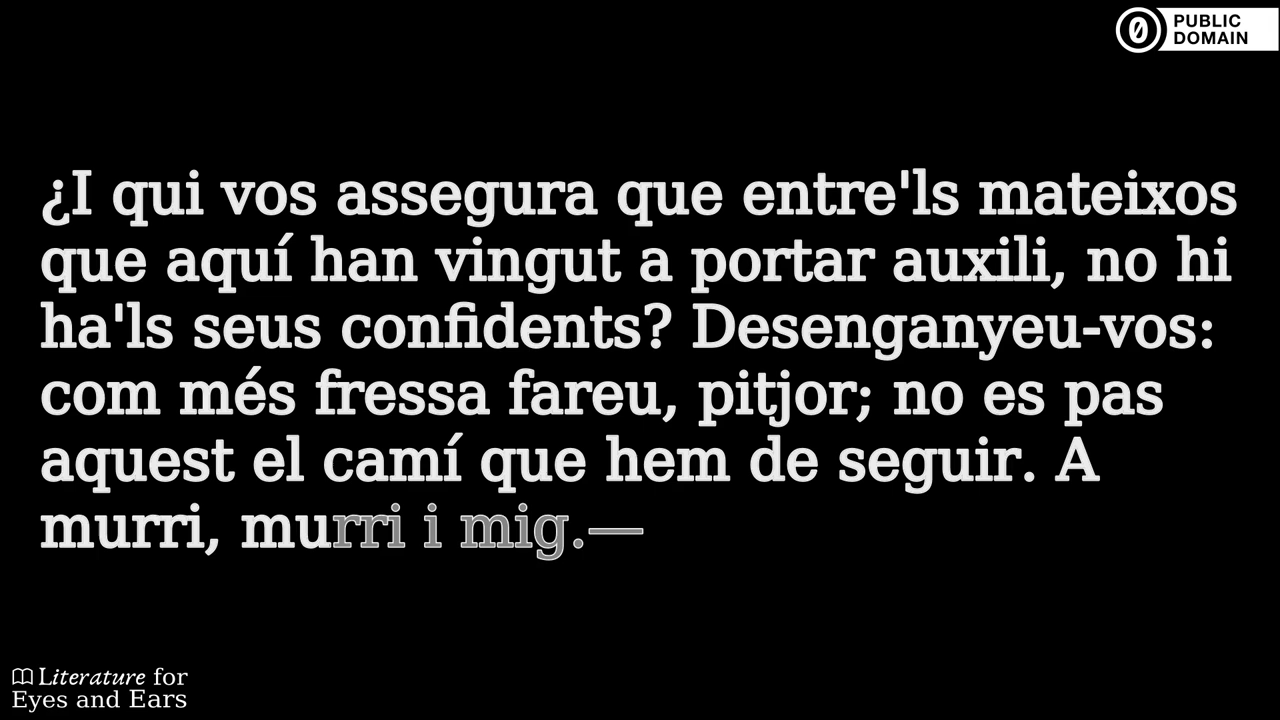 PUBLIC
DOMAIN
¿I qui vos assegura que entre'ls mateixos
que aquí han vingut a portar auxili, no hi
ha'ls seus confidents? Desenganyeu-vos:
com més fressa fareu, pitjor; no es pas
aquest el camí que hem de seguir. A
murri, murri i mig.—
Literature for
Eyes and Ears